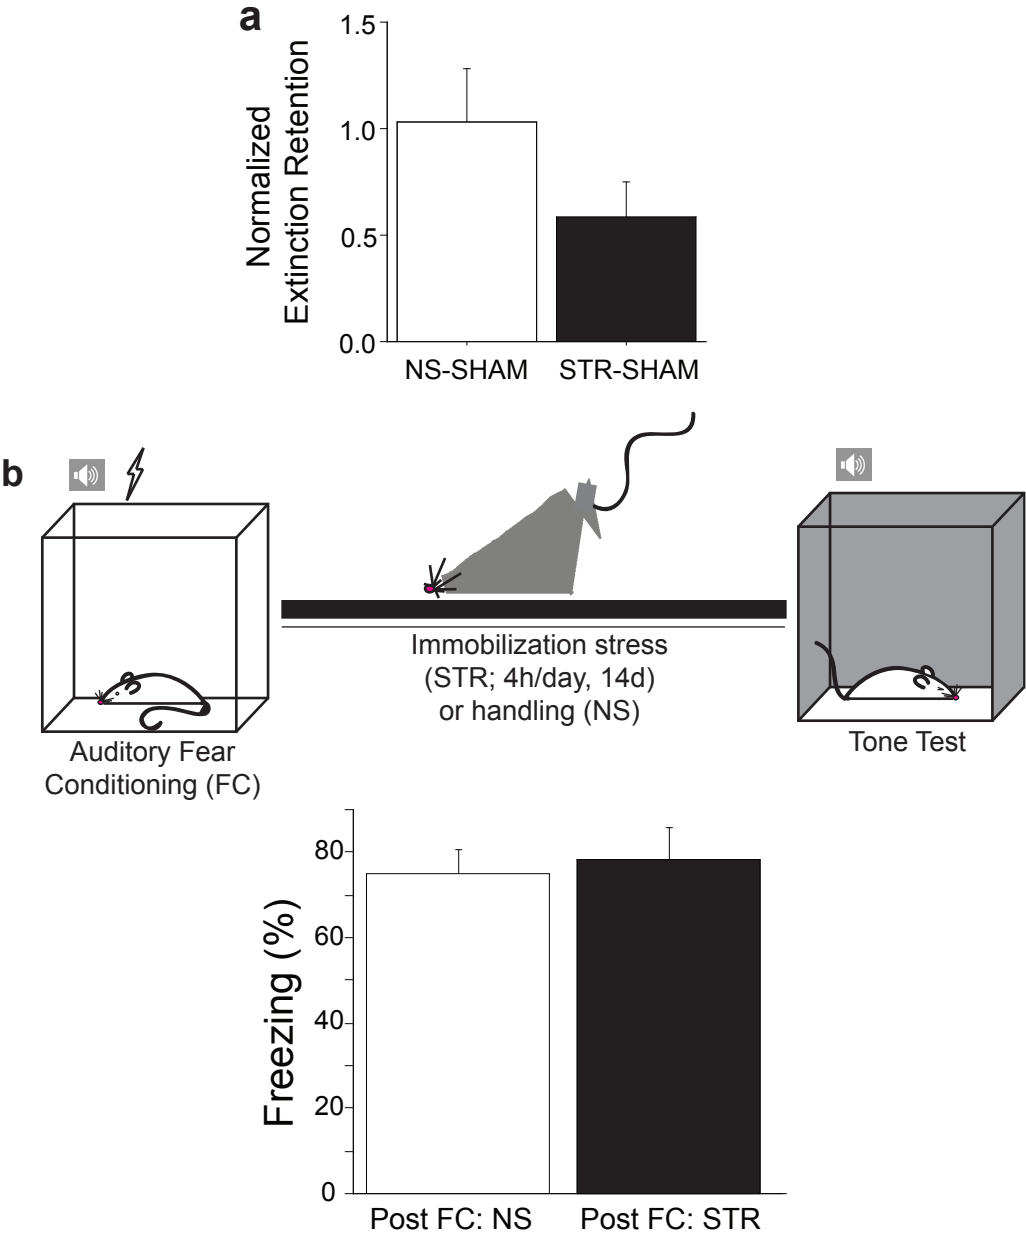 a
Normalized
Extinction Retention
1.5
1.0
0.5
0.0
NS-SHAM STR-SHAM
b
Auditory Fear
Conditioning (FC)
Immobilization stress
(STR; 4h/day, 14d)
or handling (NS)
Tone Test
Freezing (%)
80
60
40
20
0
Post FC: NS Post FC: STR